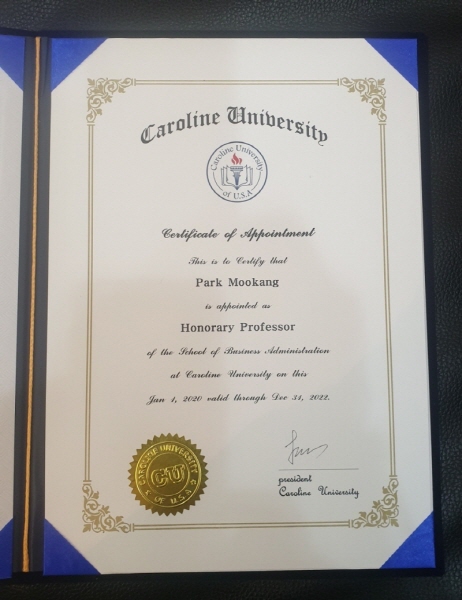 Caroline University
Caroline University
of U.S.A
Certificate of Appointment
This is to Certify that
Park Mookang
is appointed as
Honorary Professor
of the School of Business Administration
at Caroline University on this
Jan 1, 2020 valid through Dec 31, 2022.
CAROLINE UNIVERSITY
CU
OF U.S.A
president
Caroline University